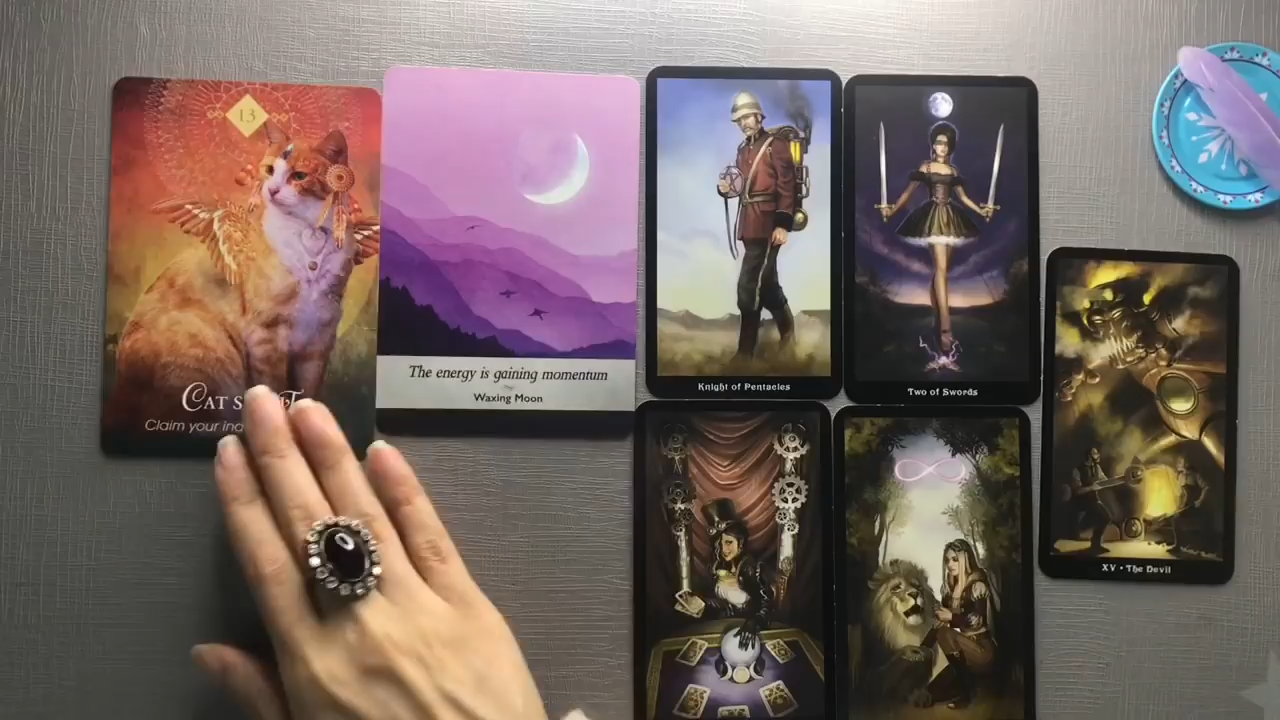 13
CAT S
Claim your in
The energy is gaining momentum
Waxing Moon
Knight of Pentacles
Two of Swords
XV • The Devil